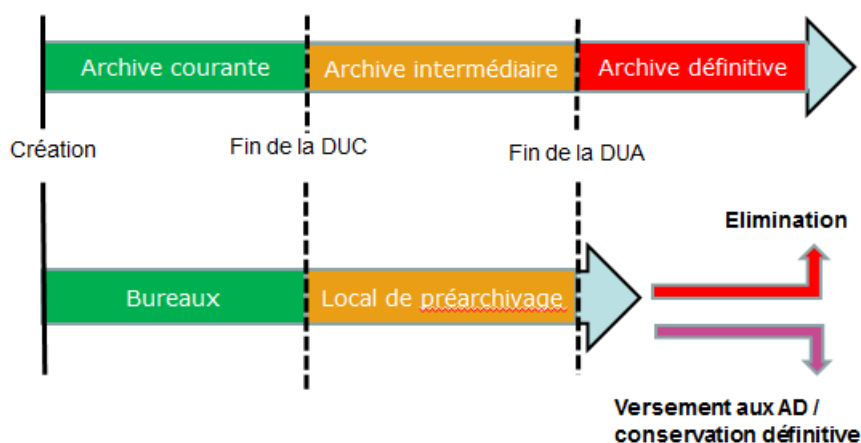 Archive courante
Archive intermédiaire
Archive définitive
Création
Fin de la DUC
Fin de la DUA
Elimination
Bureaux
Local de préarchivage
Versement aux AD /
conservation définitive